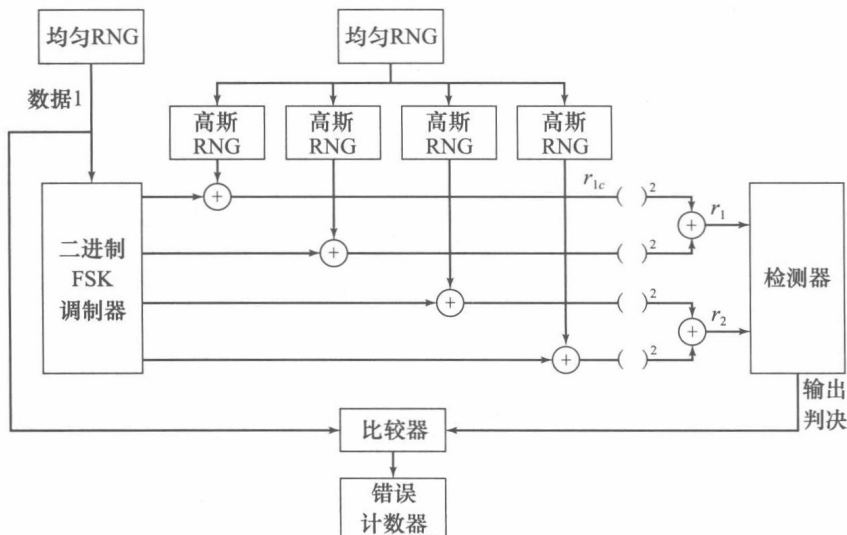 均匀RNG
均匀RNG
数据1
高斯
RNG
高斯
RNG
高斯
RNG
高斯
RNG
+
r1c
( )2
+
r1
二进制
FSK
调制器
+
( )2
检测器
+
( )2
+
r2
+
( )2
输出
判决
比较器
错误
计数器